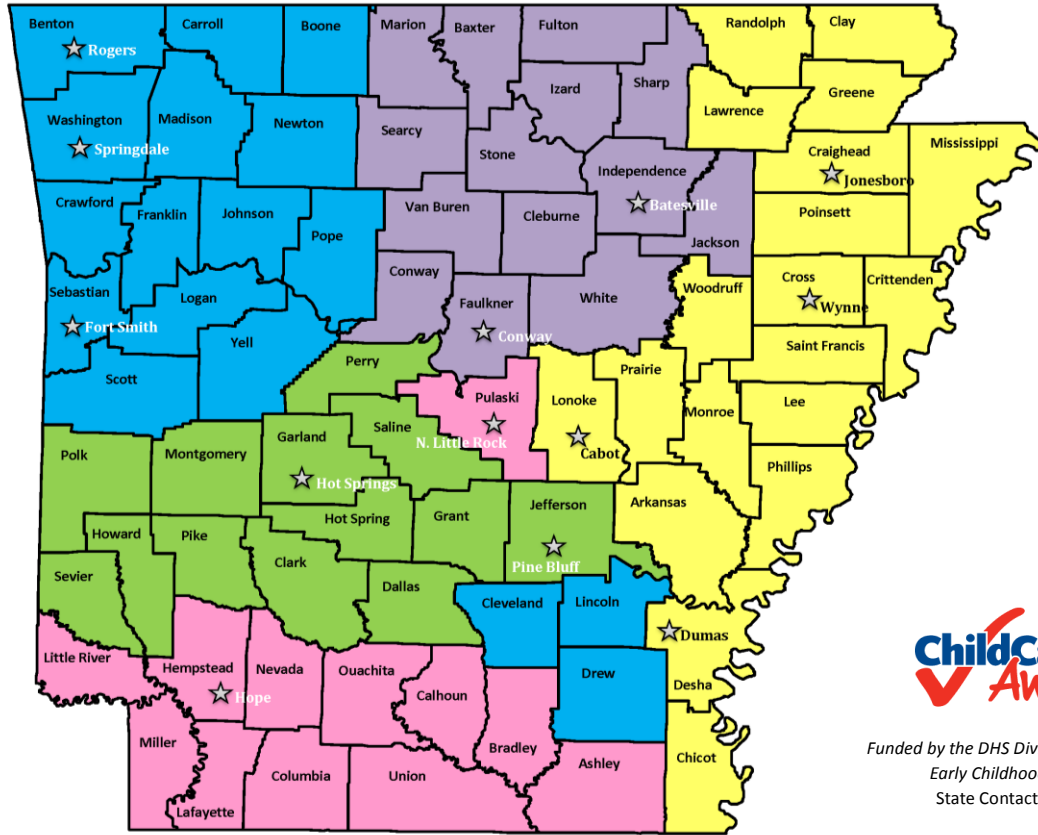 Benton
Carroll
Boone
Marion
Baxter
Fulton
Randolph
Clay
Rogers
Izard
Sharp
Greene
Lawrence
Washington
Madison
Newton
Searcy
Stone
Springdale
Independence
Craighead
Mississippi
Jonesboro
Crawford
Franklin
Johnson
Van Buren
Cleburne
Batesville
Poinsett
Pope
Jackson
Conway
Sebastian
Logan
Faulkner
White
Woodruff
Cross
Crittenden
Fort Smith
Conway
Wynne
Yell
Saint Francis
Perry
Prairie
Scott
Pulaski
Lonoke
Monroe
Lee
Saline
Garland
N. Little Rock
Cabot
Polk
Montgomery
Phillips
Hot Springs
Arkansas
Hot Spring
Grant
Jefferson
Howard
Pike
Clark
Pine Bluff
Sevier
Dallas
Cleveland
Lincoln
Dumas
Little River
Hempstead
Nevada
Ouachita
Drew
Desha
Hope
Calhoun
Miller
Bradley
Chicot
Columbia
Union
Ashley
Lafayette
ChildCa
Aw
Funded by the DHS Div
Early Childhoo
State Contact